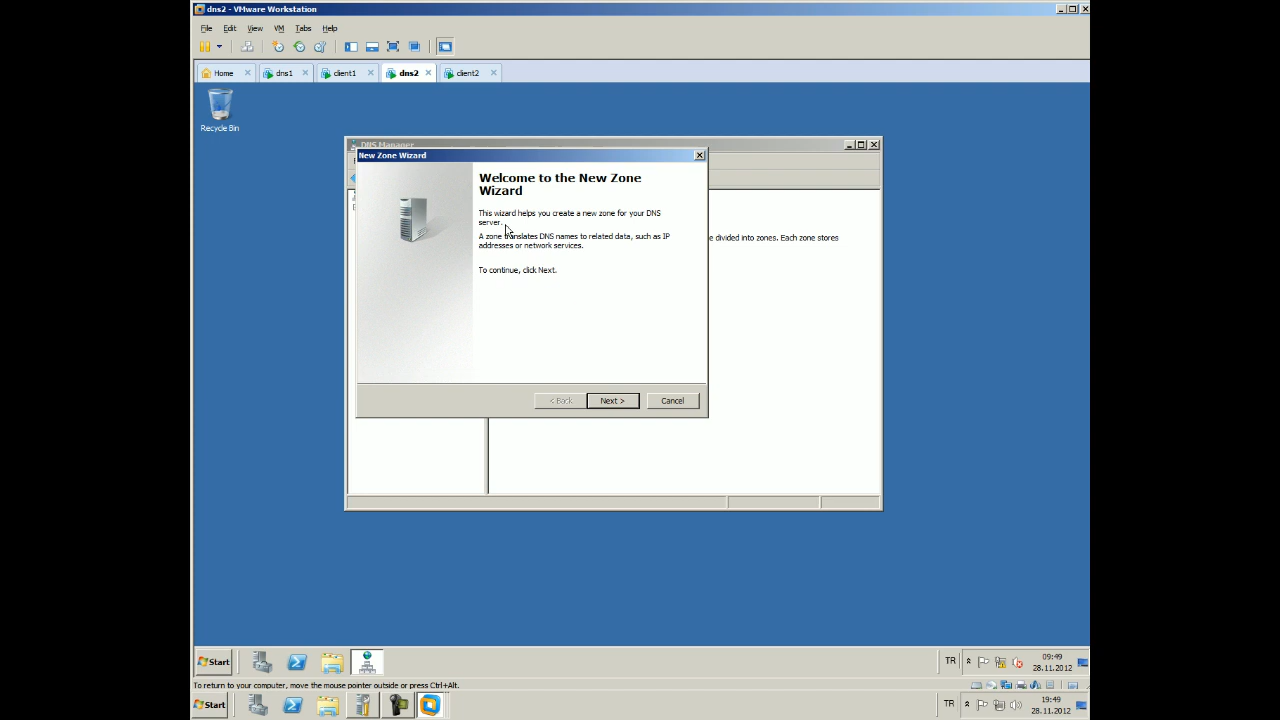 dns2 - VMware Workstation
File Edit View VM Tabs Help
Home dns1 client1 dns2 client2
Recycle Bin
DNS Manager
New Zone Wizard
Welcome to the New Zone
Wizard
This wizard helps you create a new zone for your DNS
server.
A zone translates DNS names to related data, such as IP
addresses or network services.
e divided into zones. Each zone stores
To continue, click Next.
< Back Next > Cancel
Start TR 09:49
28.11.2012
To return to your computer, move the mouse pointer outside or press Ctrl+Alt.
Start TR 19:49
28.11.2012